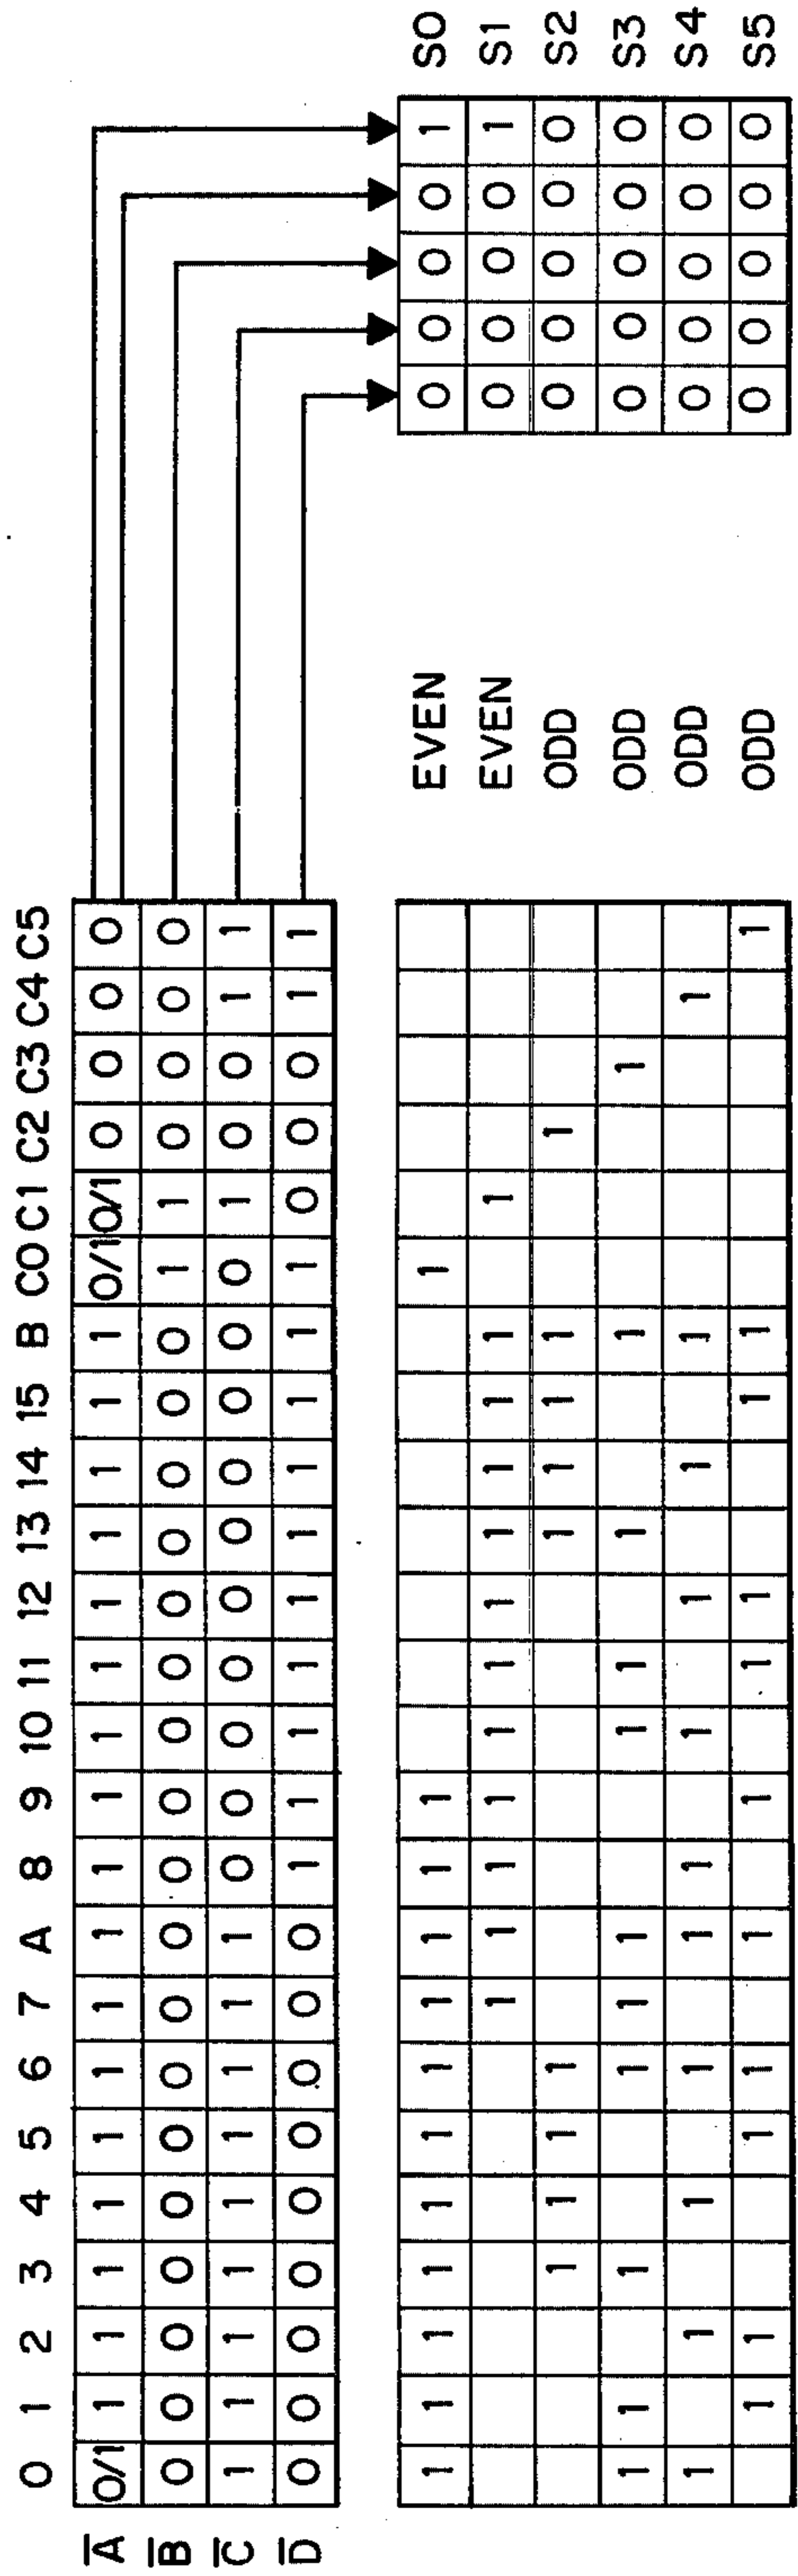 0 1 2 3 4 5 6 7 A 8 9 10 11 12 13 14 15 B C0 C1 C2 C3 C4 C5
A̅ 0/1 1 1 1 1 1 1 1 1 1 1 1 1 1 1 1 1 1 0/1 0/1 0 0 0 0
B̅ 0 0 0 0 0 0 0 0 0 0 0 0 0 0 0 0 0 0 1 1 0 0 0 0
C̅ 1 1 1 1 1 1 1 1 1 0 0 0 0 0 0 0 0 0 0 1 0 0 1 1
D̅ 0 0 0 0 0 0 0 0 0 1 1 1 1 1 1 1 1 1 1 0 0 0 1 1
1 1 1 1 1 1 1 1 1 1 1 1 EVEN 0 0 0 0 1 S0
1 1 1 1 1 1 1 1 1 1 1 1 EVEN 0 0 0 0 1 S1
1 1 1 1 1 1 1 1 1 ODD 0 0 0 0 0 S2
1 1 1 1 1 1 1 1 1 1 1 ODD 0 0 0 0 0 S3
1 1 1 1 1 1 1 1 1 1 1 ODD 0 0 0 0 0 S4
1 1 1 1 1 1 1 1 1 1 1 ODD 0 0 0 0 0 S5